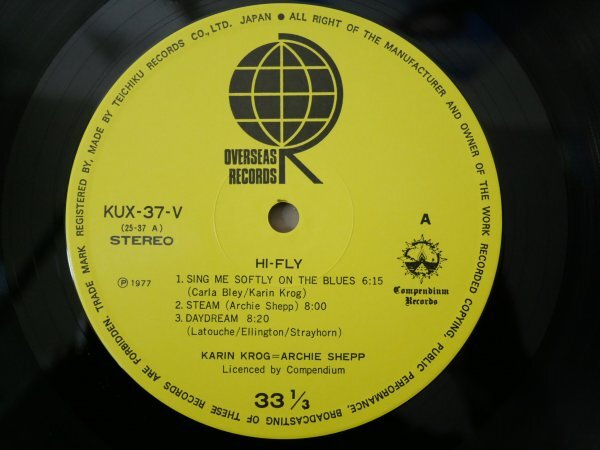 TRADE MARK REGISTERED BY, MADE BY TEICHIKU RECORDS CO., LTD. JAPAN ● ALL RIGHT OF THE MANUFACTURER AND OWNER OF THE WORK RECORDED COPYING, PUBLIC PERFORMANCE, BROADCASTING OF THESE RECORDS ARE FORBIDDEN.
OVERSEAS
RECORDS
KUX-37-V
(25-37 A)
STEREO
A
Compendium
Records
HI-FLY
℗ 1977
1. SING ME SOFTLY ON THE BLUES 6:15
(Carla Bley/Karin Krog)
2. STEAM (Archie Shepp) 8:00
3. DAYDREAM 8:20
(Latouche/Ellington/Strayhorn)
KARIN KROG=ARCHIE SHEPP
Licenced by Compendium
33 1/3